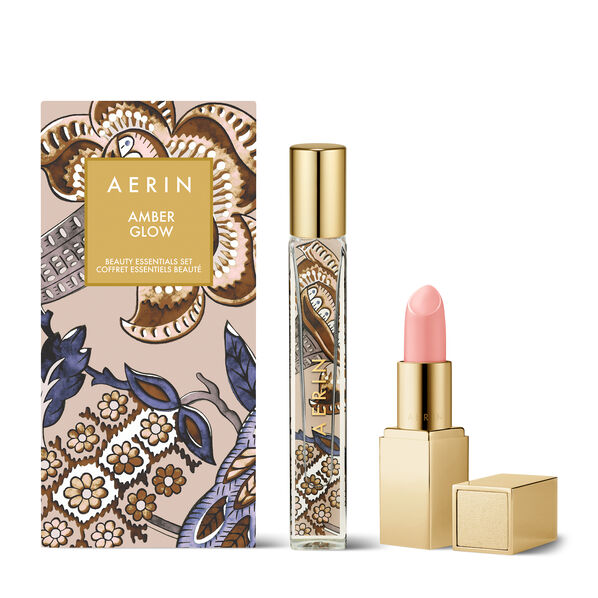 AERIN
AMBER
GLOW
BEAUTY ESSENTIALS SET
COFFRET ESSENTIELS BEAUTÉ
AERIN
AERIN